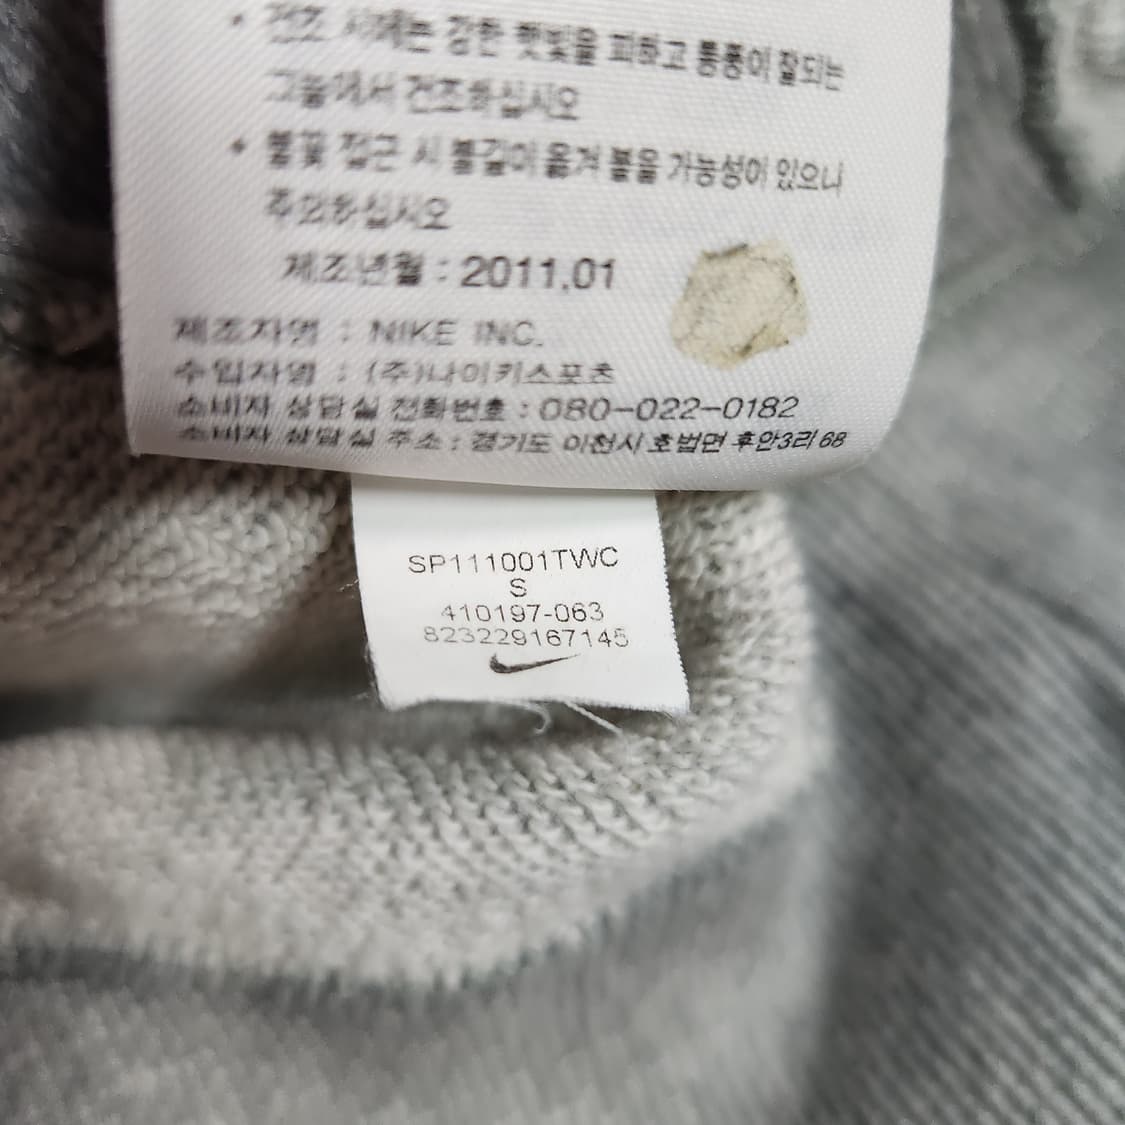 • 건조 시에는 강한 햇빛을 피하고 통풍이 잘되는
그늘에서 건조하십시오
• 불꽃 접근 시 불길이 옮겨 붙을 가능성이 있으니
주의하십시오
제조년월 : 2011.01
제조자명 : NIKE INC.
수입자명 : (주)나이키스포츠
소비자 상담실 전화번호 : 080-022-0182
소비자 상담실 주소 : 경기도 이천시 호법면 후안3리 68
SP111001TWC
S
410197-063
823229167145